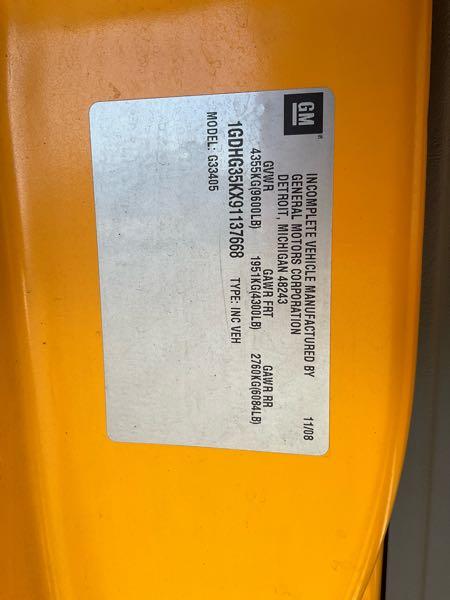 GM
INCOMPLETE VEHICLE MANUFACTURED BY
GENERAL MOTORS CORPORATION
DETROIT, MICHIGAN 48243
11/08
GVWR GAWR FRT GAWR RR
4355KG(9600LB) 1951KG(4300LB) 2760KG(6084LB)
1GDHG35KX91137668 TYPE: INC VEH
MODEL: G33405